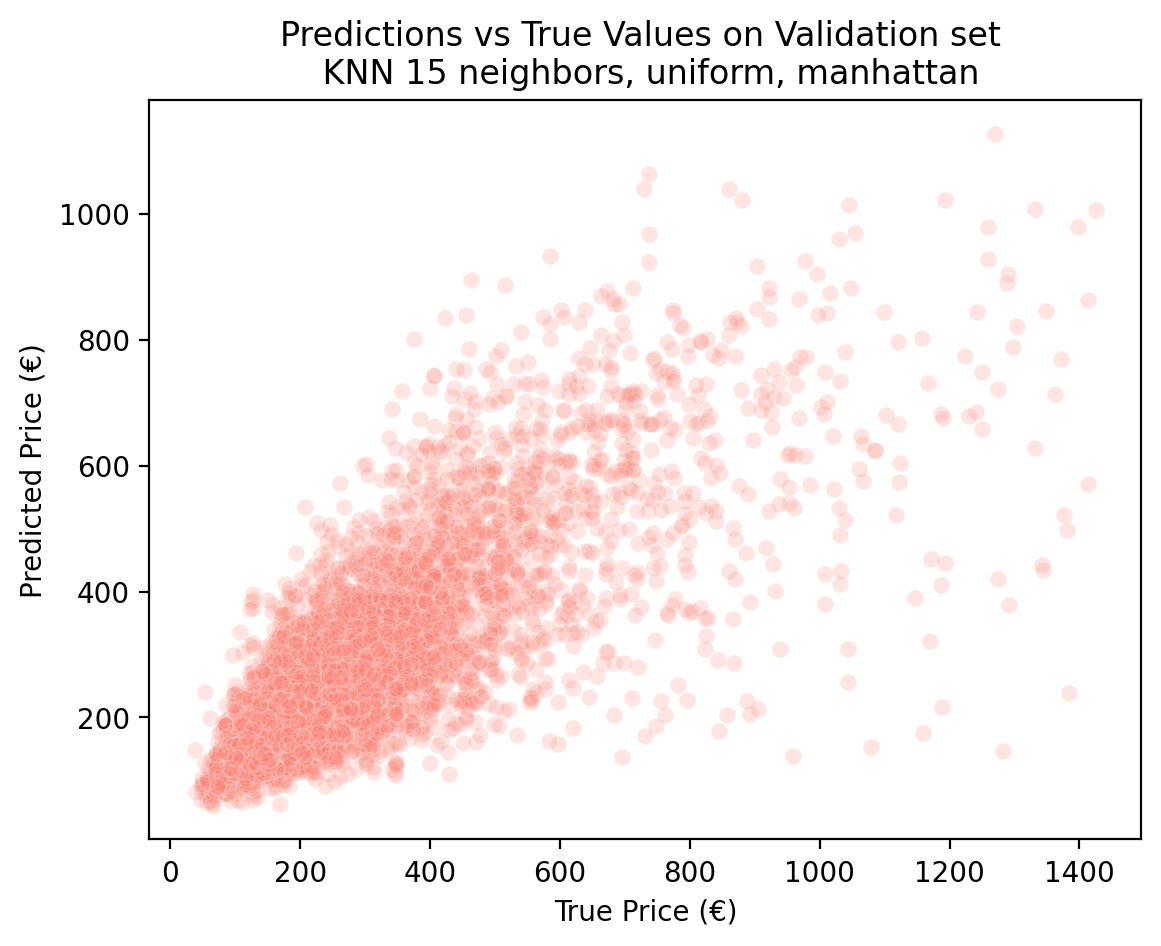 Predictions vs True Values on Validation set
KNN 15 neighbors, uniform, manhattan
1000
800
600
400
200
Predicted Price (€)
0 200 400 600 800 1000 1200 1400
True Price (€)